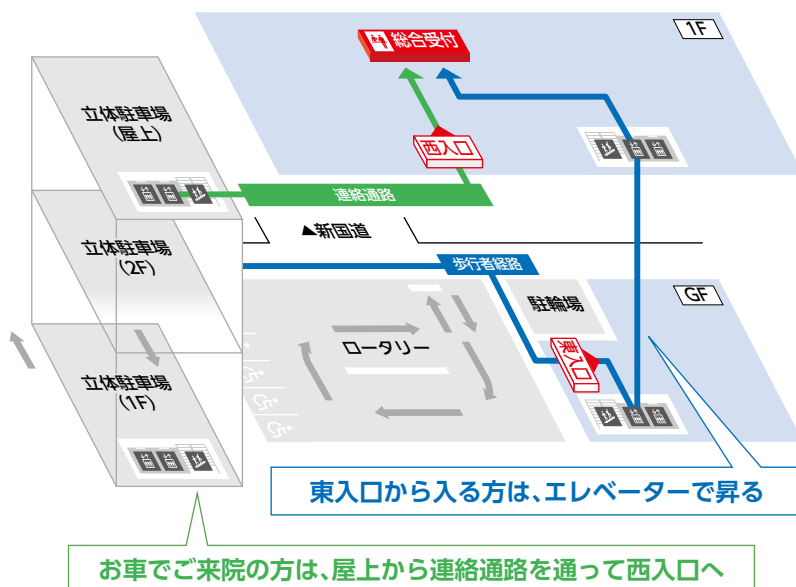 1F
総合受付
立体駐車場
(屋上)
西入口
連絡通路
▲新国道
立体駐車場
(2F)
歩行者経路
GF
駐輪場
ロータリー
東入口
立体駐車場
(1F)
東入口から入る方は、エレベーターで昇る
お車でご来院の方は、屋上から連絡通路を通って西入口へ